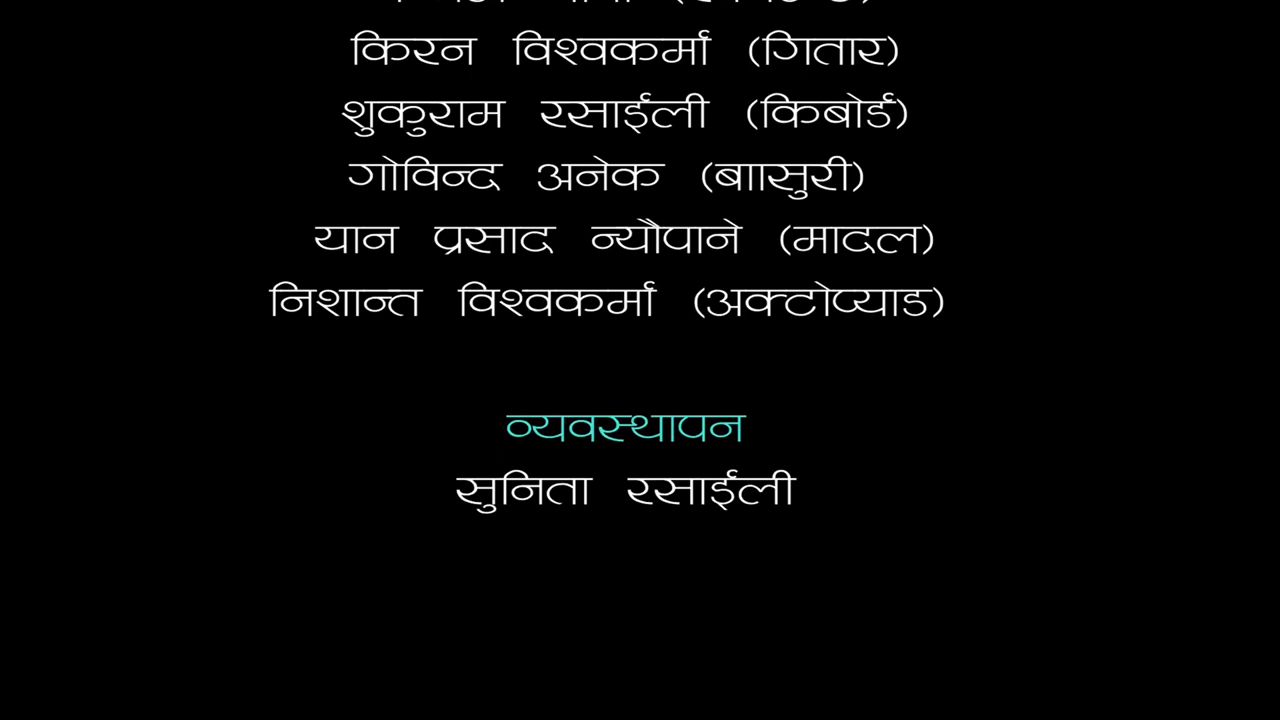 किरन विश्वकर्मा (गितार)
शुकुराम रसाईली (किबोर्ड)
गोविन्द अनेक (बाासुरी)
यान प्रसाद न्यौपाने (मादल)
निशान्त विश्वकर्मा (अक्टोप्याड)
व्यवस्थापन
सुनिता रसाईली